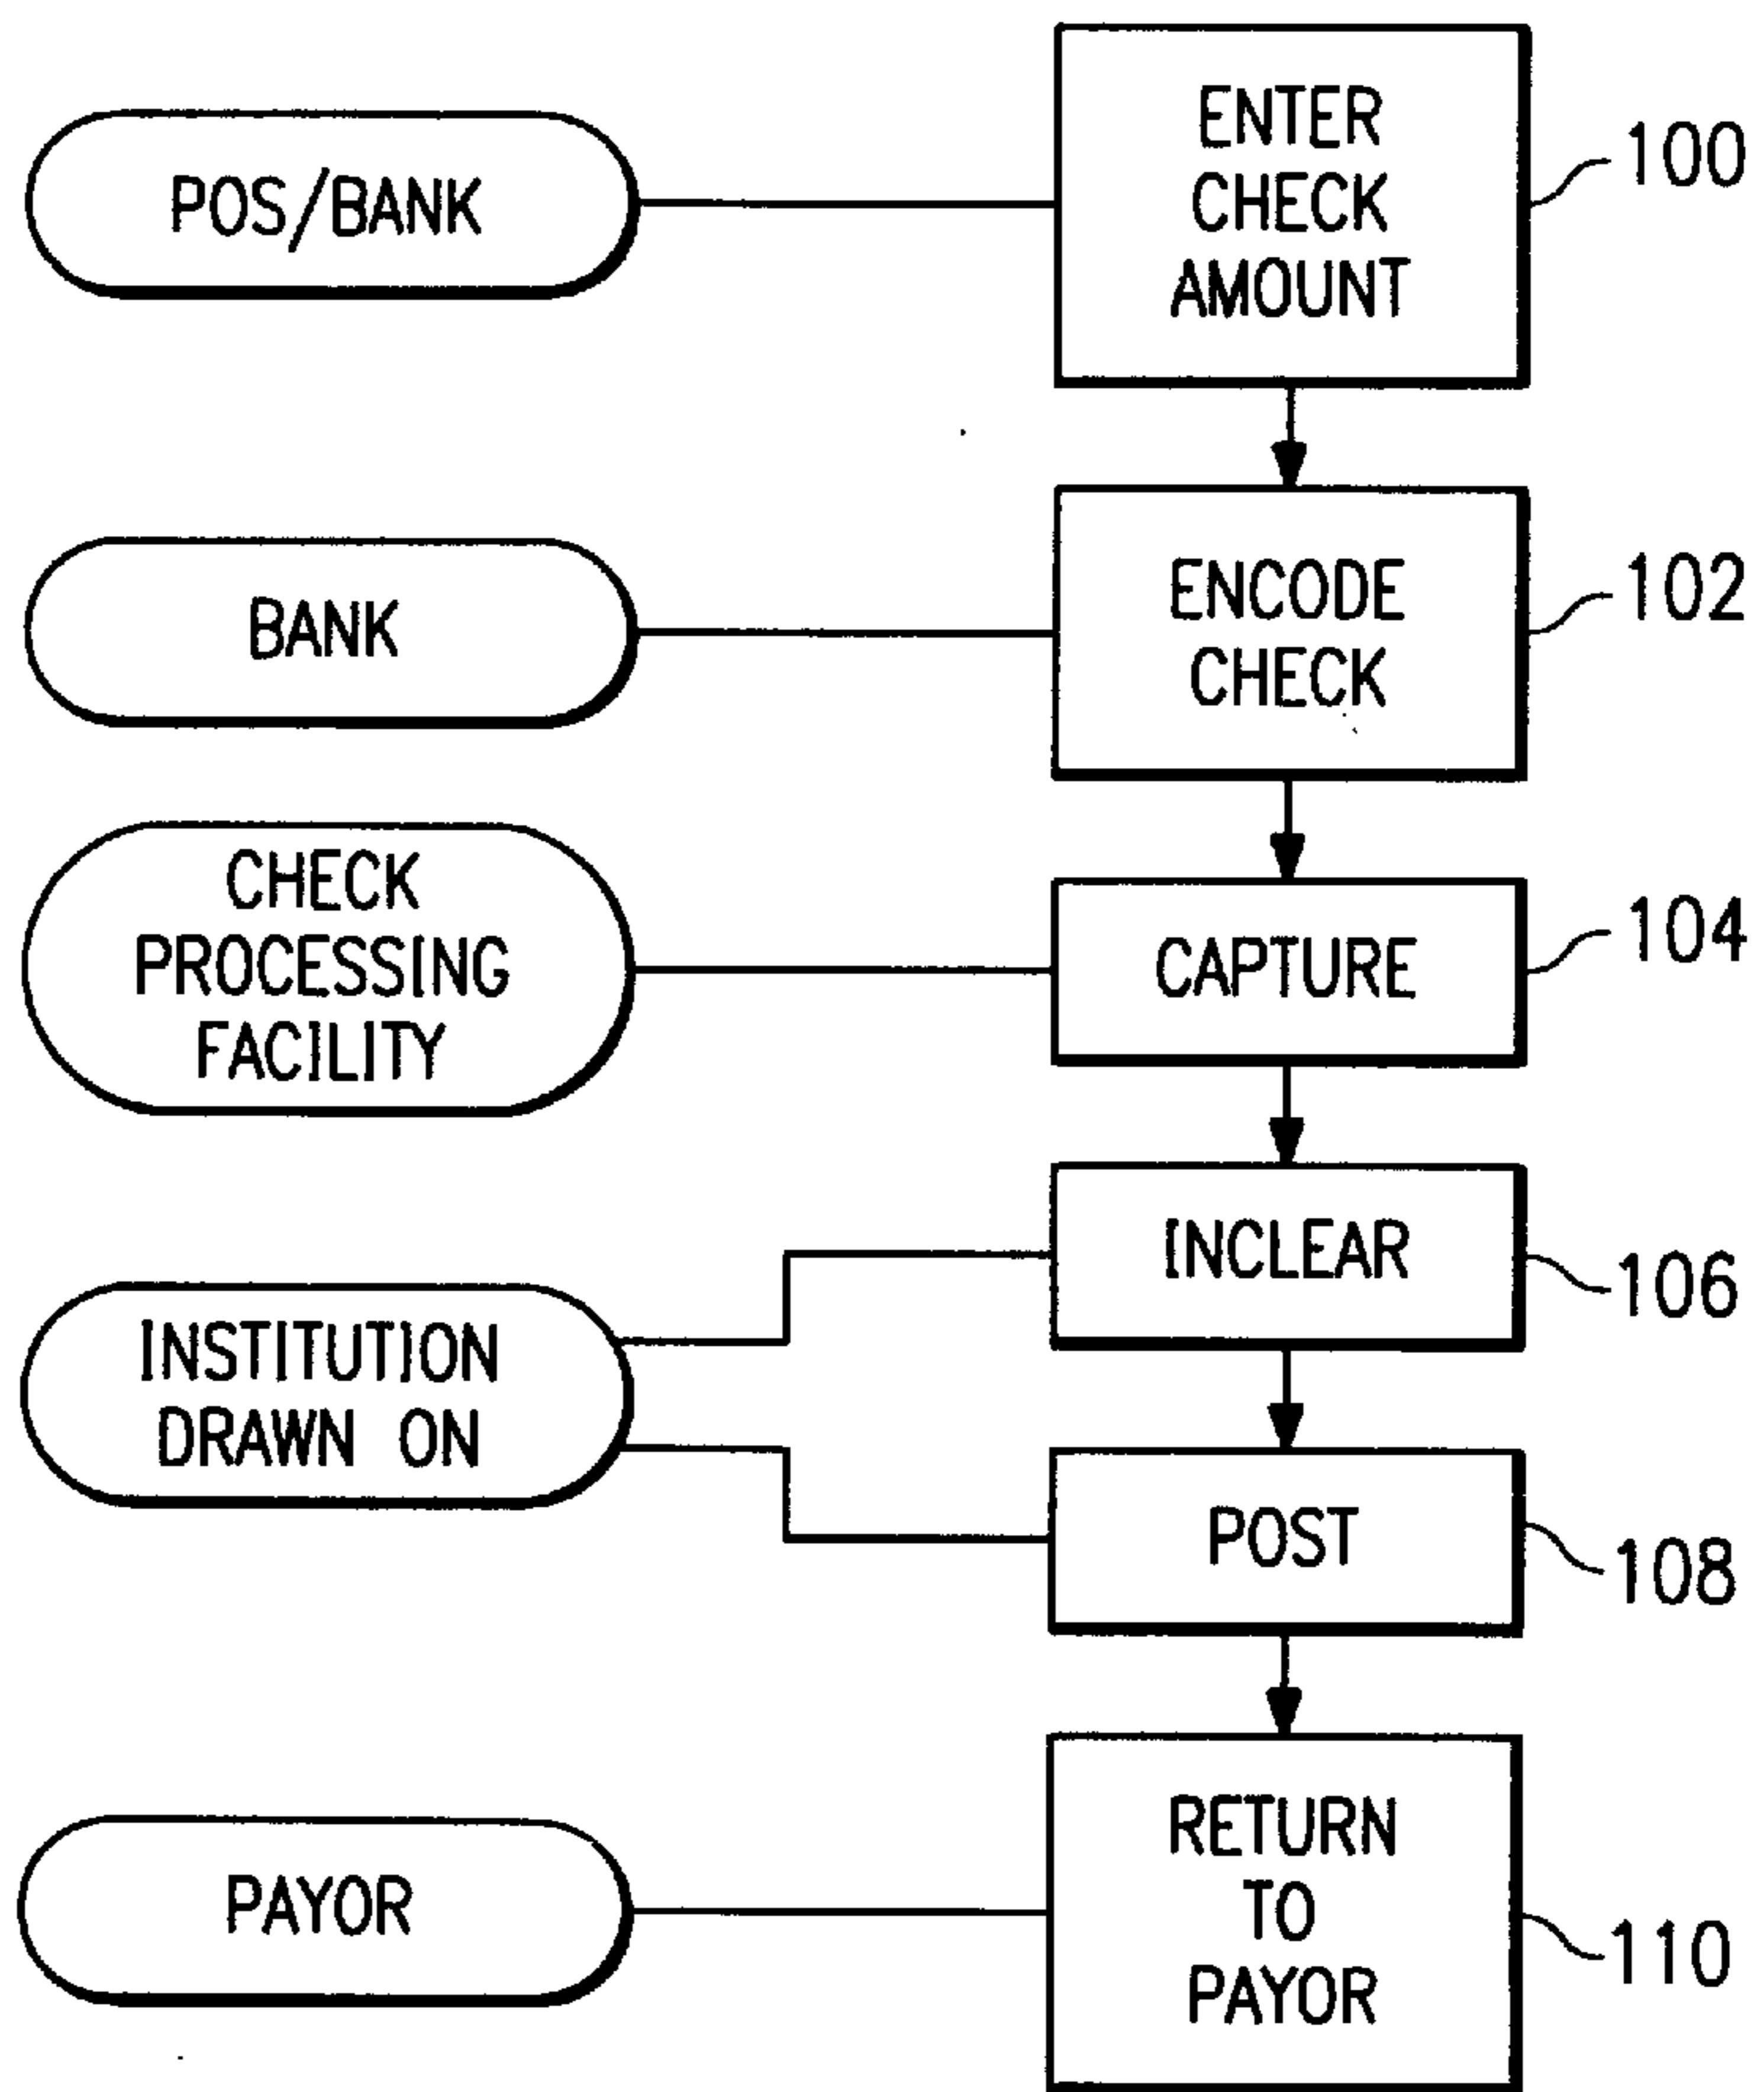 POS/BANK
ENTER
CHECK
AMOUNT
100
BANK
ENCODE
CHECK
102
CHECK
PROCESSING
FACILITY
CAPTURE
104
INSTITUTION
DRAWN ON
INCLEAR
106
POST
108
PAYOR
RETURN
TO
PAYOR
110